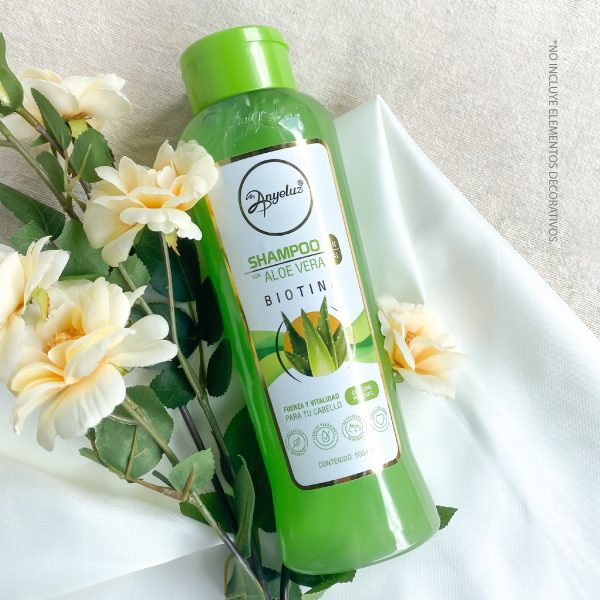 *NO INCLUYE ELEMENTOS DECORATIVOS.
Anyeluz®
SHAMPOO
CON ALOE VERA
BIOTIN
FUERZA Y VITALIDAD
PARA TU CABELLO
CONTENIDO: 500